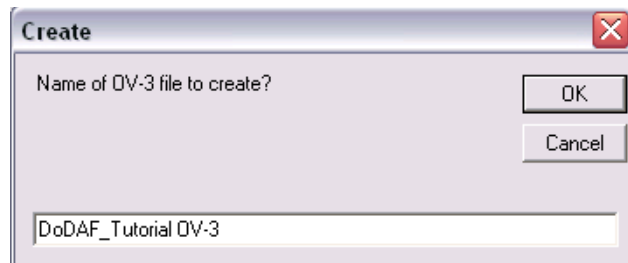 Create
Name of OV-3 file to create?
OK
Cancel
DoDAF_Tutorial OV-3